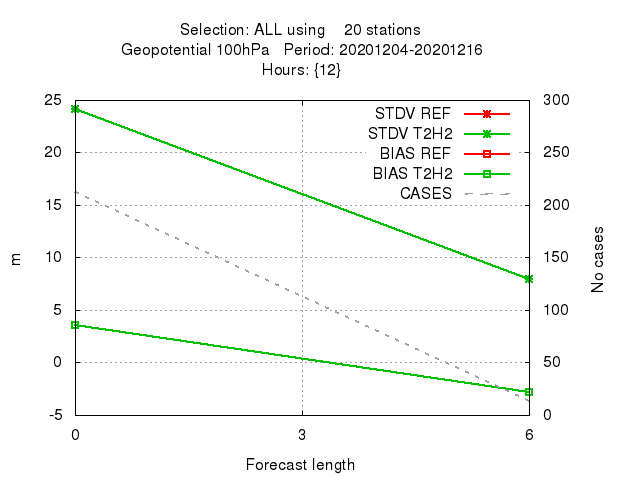 Selection: ALL using    20 stations
Geopotential 100hPa   Period: 20201204-20201216
Hours: {12}
25
20
15
10
5
0
-5
m
300
250
200
150
100
50
0
No cases
STDV REF
STDV T2H2
BIAS REF
BIAS T2H2
CASES
0 3 6
Forecast length